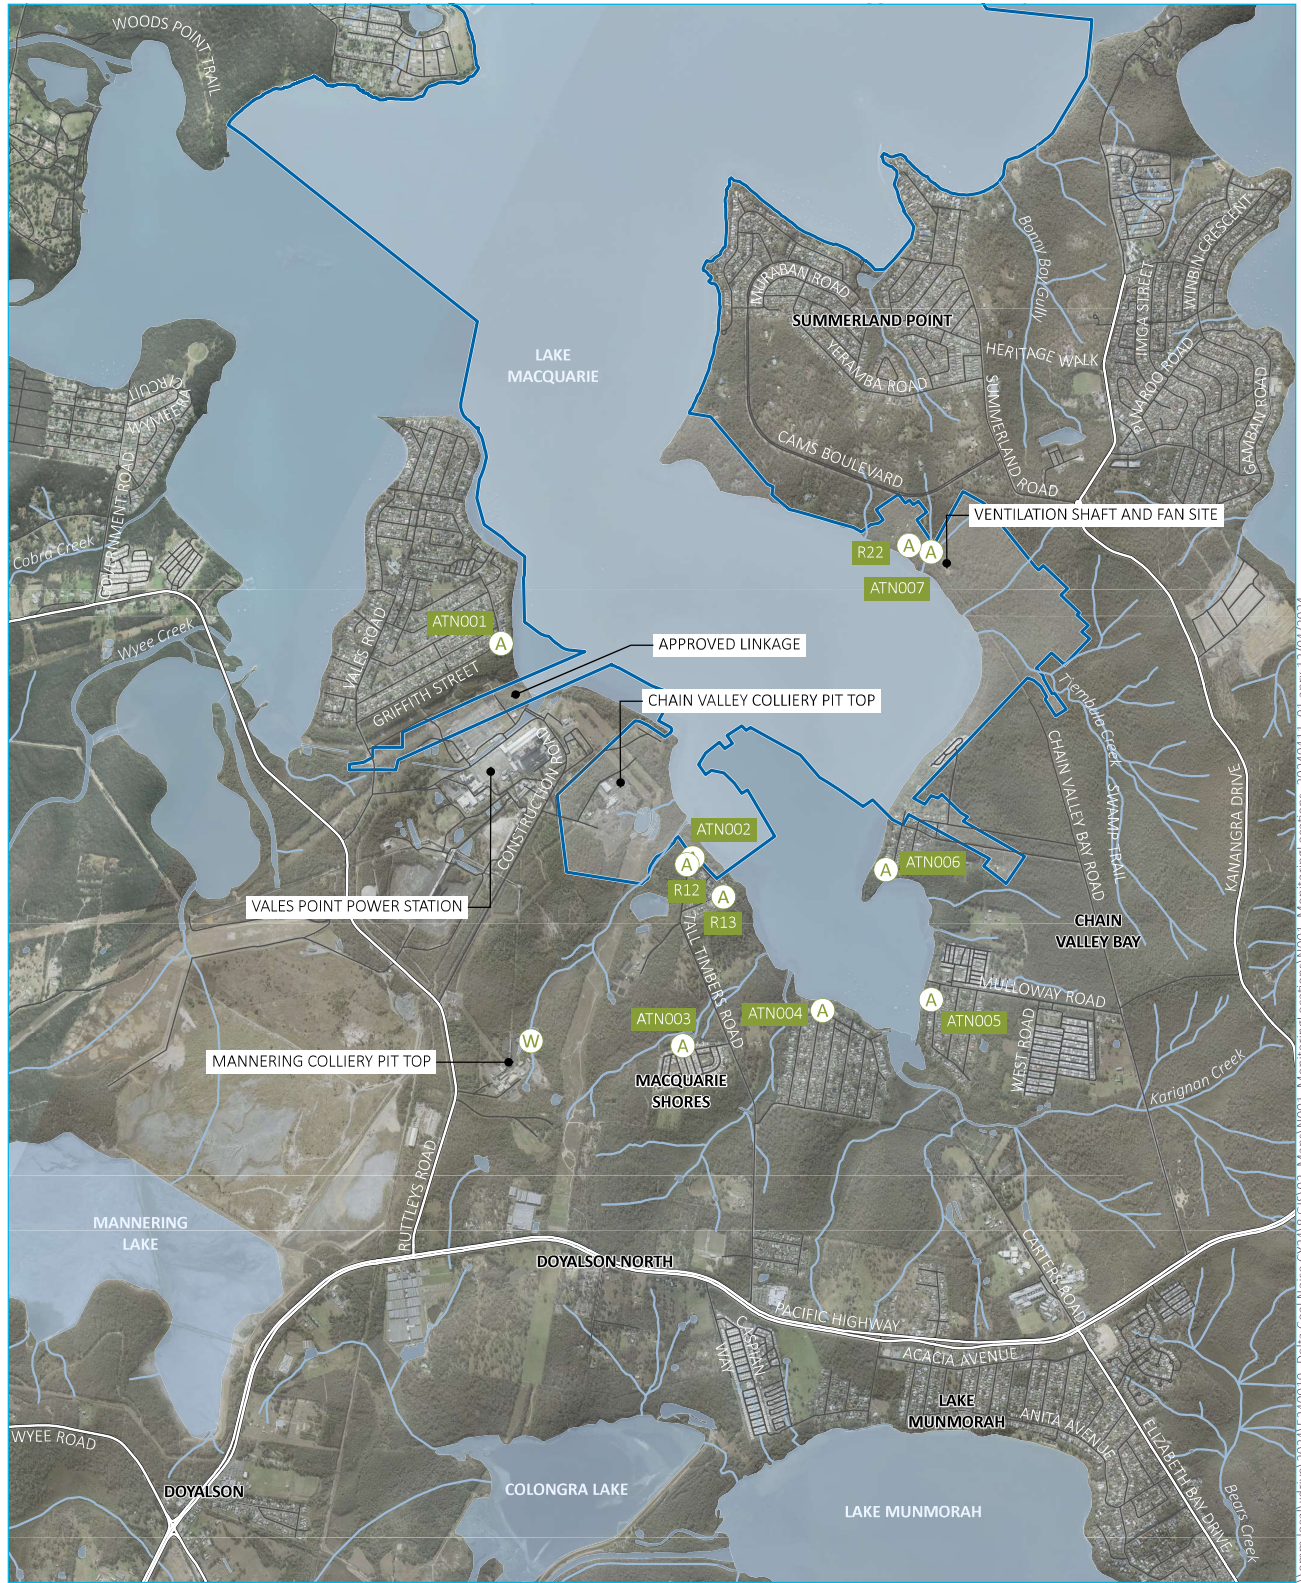 WOODS POINT TRAIL
MURABAN ROAD
SUMMERLAND POINT
YERAMBA ROAD
Bonny Boy Gully
HERITAGE WALK
IMGA STREET
WINBIN CRESCENT
PINAROO ROAD
GAMBAN ROAD
SUMMERLAND ROAD
CAMS BOULEVARD
LAKE
MACQUARIE
WYMEERA
CIRCUIT
GOVERNMENT ROAD
Cobra Creek
Wyee Creek
VENTILATION SHAFT AND FAN SITE
R22
A
A
ATN007
ATN001
A
VALES ROAD
GRIFFITH STREET
APPROVED LINKAGE
CHAIN VALLEY COLLIERY PIT TOP
CONSTRUCTION ROAD
Tiembula Creek
SWAMP TRAIL
CHAIN VALLEY BAY ROAD
KANANGRA DRIVE
ATN002
A
R12
A
R13
ATN006
A
VALES POINT POWER STATION
TALL TIMBERS ROAD
CHAIN
VALLEY BAY
MULLOWAY ROAD
WEST ROAD
A
ATN005
ATN004
A
ATN003
A
W
MANNERING COLLIERY PIT TOP
MACQUARIE
SHORES
Karignan Creek
RUTTLEYS ROAD
MANNERING
LAKE
DOYALSON NORTH
PACIFIC HIGHWAY
CARTERS ROAD
CASPIAN
WAY
ACACIA AVENUE
LAKE
MUNMORAH
ANITA AVENUE
ELIZABETH BAY DRIVE
Bears Creek
WYEE ROAD
DOYALSON
COLONGRA LAKE
LAKE MUNMORAH